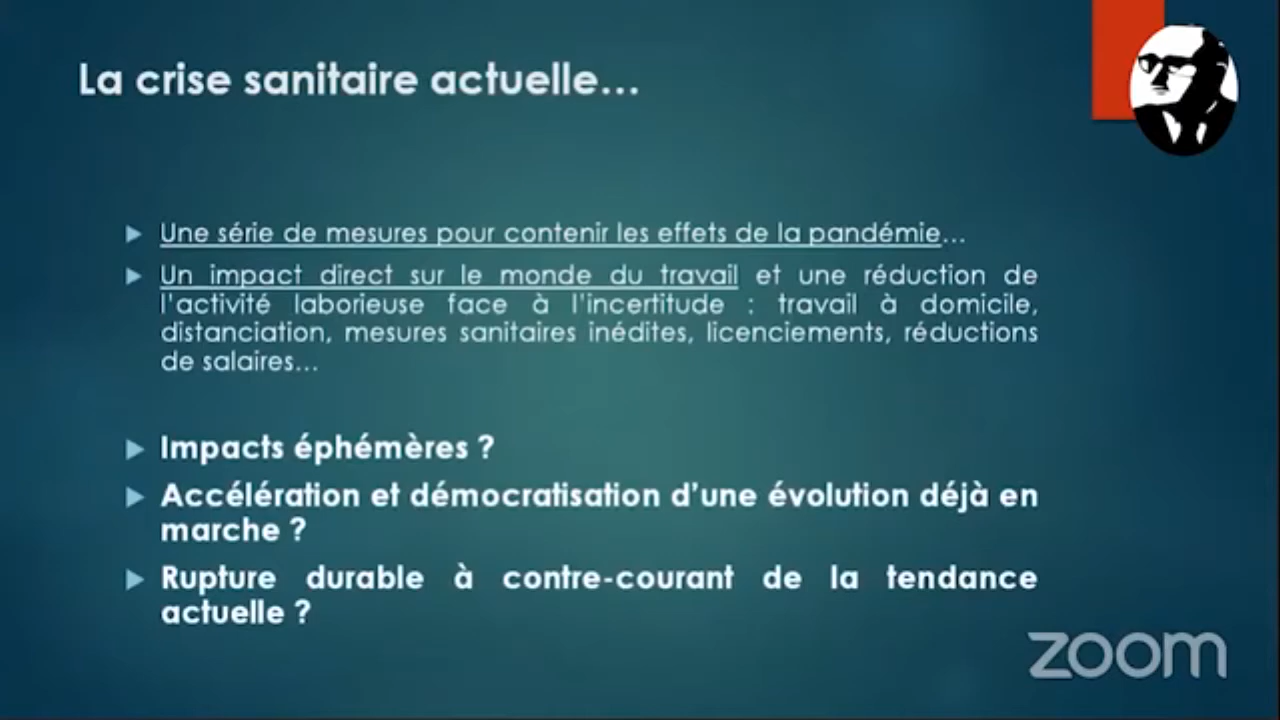 La crise sanitaire actuelle…
Une série de mesures pour contenir les effets de la pandémie…
Un impact direct sur le monde du travail et une réduction de
l'activité laborieuse face à l'incertitude : travail à domicile,
distanciation, mesures sanitaires inédites, licenciements, réductions
de salaires…
Impacts éphémères ?
Accélération et démocratisation d'une évolution déjà en
marche ?
Rupture durable à contre-courant de la tendance
actuelle ?
zoom